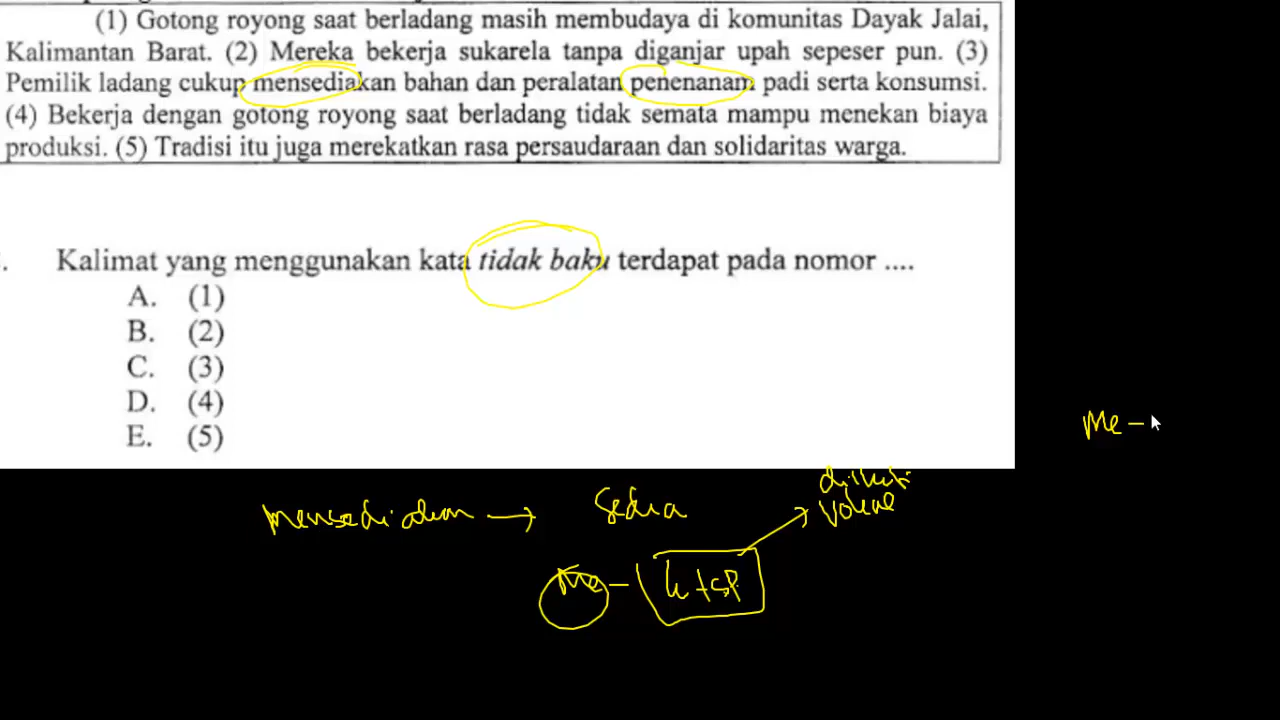 (1) Gotong royong saat berladang masih membudaya di komunitas Dayak Jalai,
Kalimantan Barat. (2) Mereka bekerja sukarela tanpa diganjar upah sepeser pun. (3)
Pemilik ladang cukup mensediakan bahan dan peralatan penenanam padi serta konsumsi.
(4) Bekerja dengan gotong royong saat berladang tidak semata mampu menekan biaya
produksi. (5) Tradisi itu juga merekatkan rasa persaudaraan dan solidaritas warga.
Kalimat yang menggunakan kata tidak baku terdapat pada nomor ....
A. (1)
B. (2)
C. (3)
D. (4)
E. (5)
Me -
diikuti
mensediakan → Sedia vokal
Me - ktsp